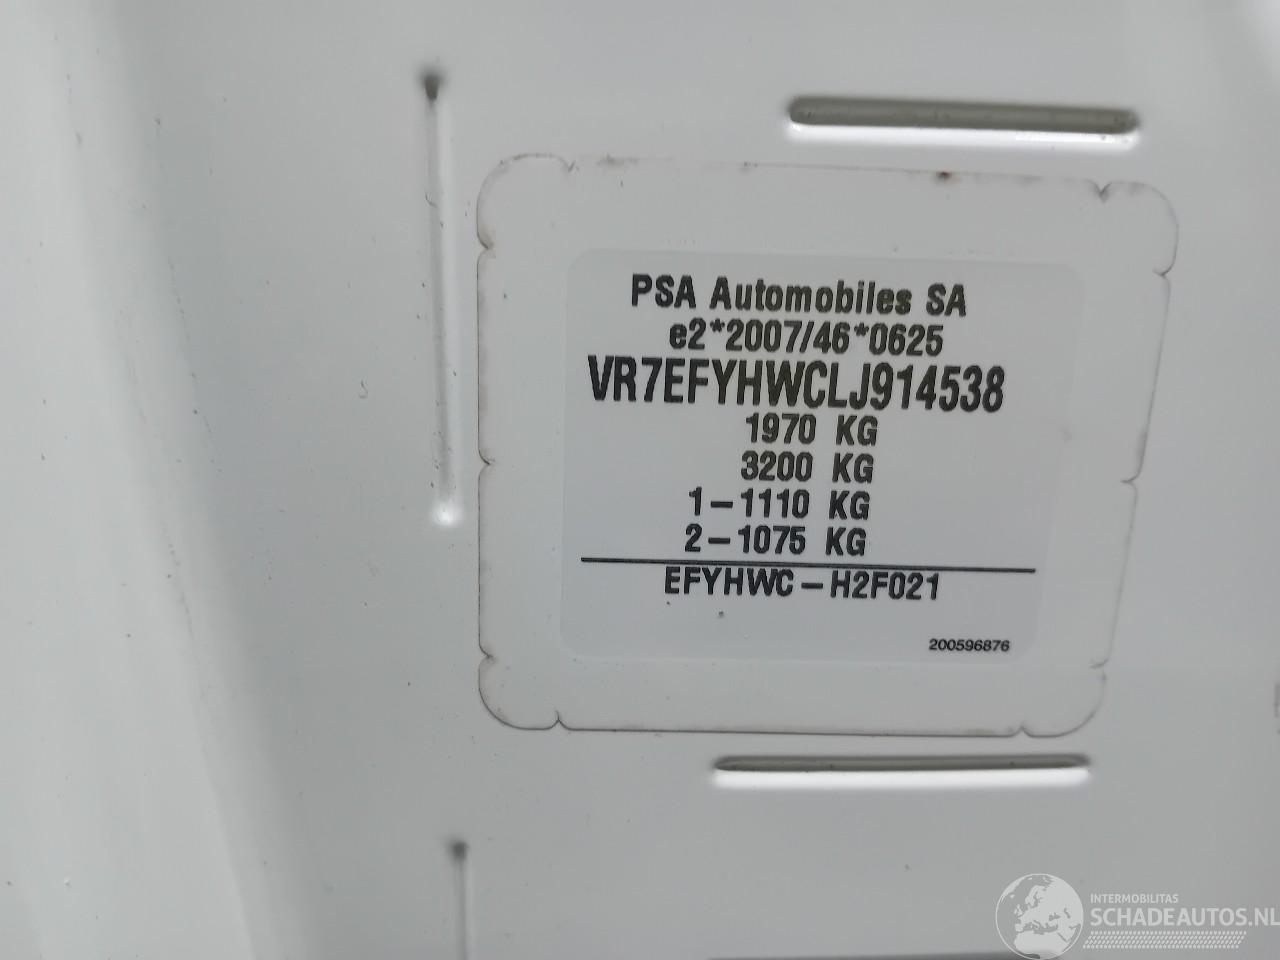 PSA Automobiles SA
e2*2007/46*0625
VR7EFYHWCLJ914538
1970 KG
3200 KG
1-1110 KG
2-1075 KG
EFYHWC-H2F021
200596876
INTERMOBILITAS
SCHADEAUTOS.NL